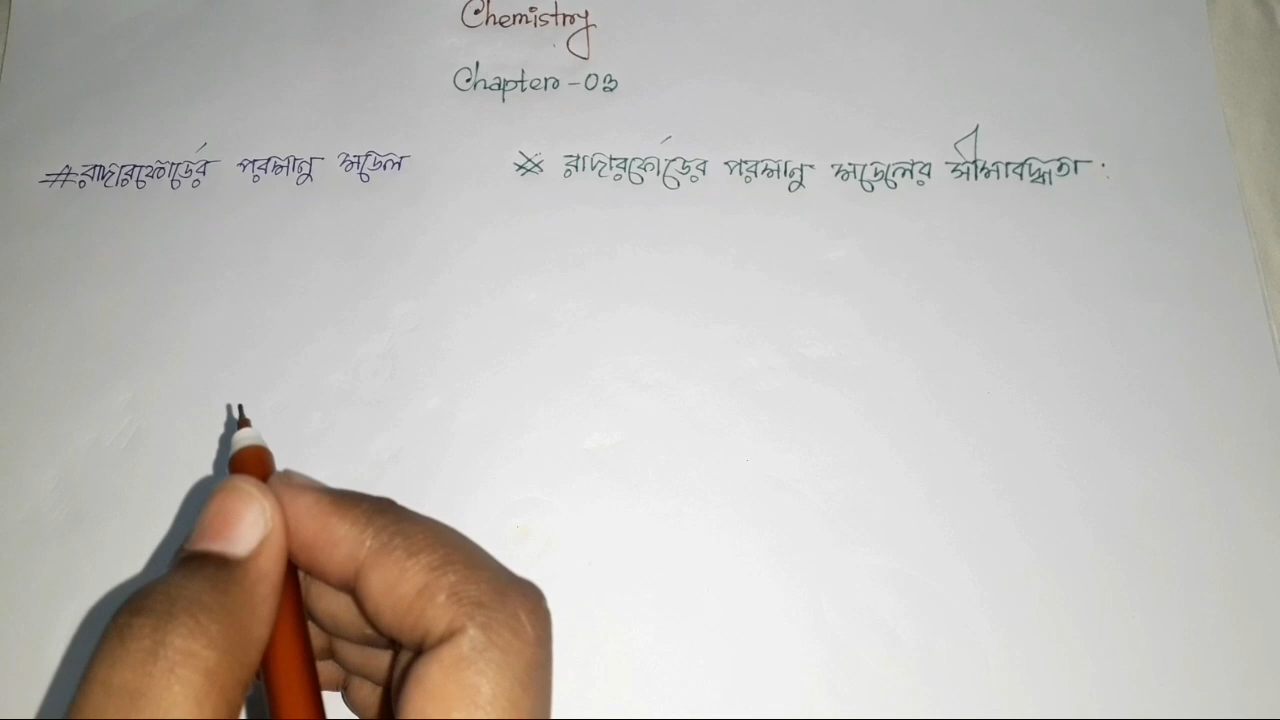 Chemistry
Chapter-03
# রাদারফোর্ডের পরমানু মডেল
* রাদারফোর্ডের পরমানু মডেলের সীমাবদ্ধতা.